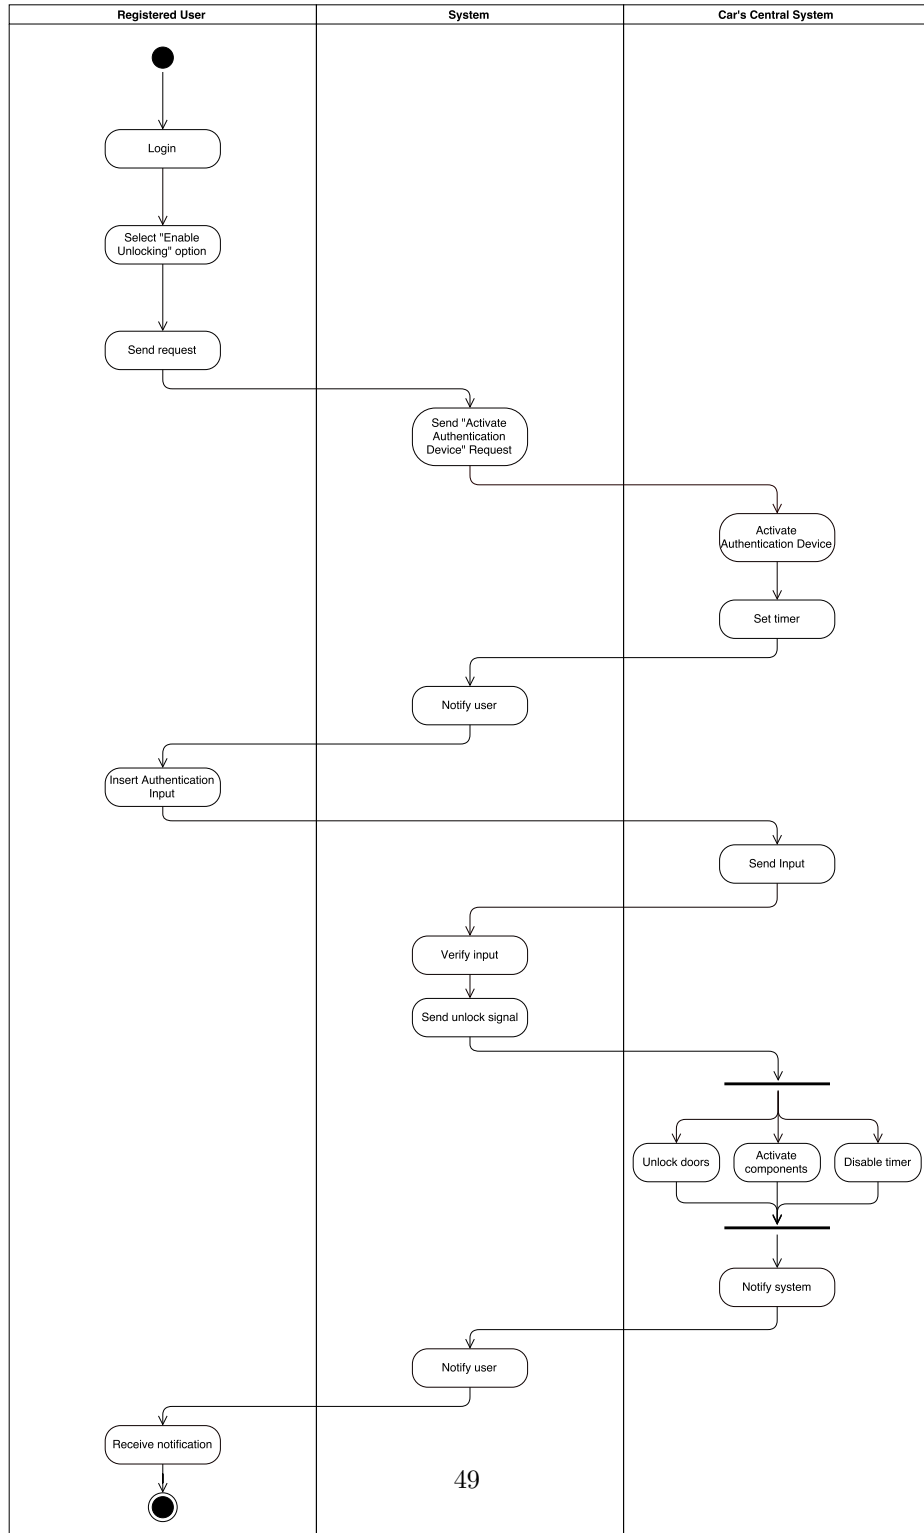 Registered User
System
Car's Central System
Login
Select "Enable
Unlocking" option
Send request
Send "Activate
Authentication
Device" Request
Activate
Authentication Device
Set timer
Notify user
Insert Authentication
Input
Send Input
Verify input
Send unlock signal
Unlock doors
Activate
components
Disable timer
Notify system
Notify user
Receive notification
49